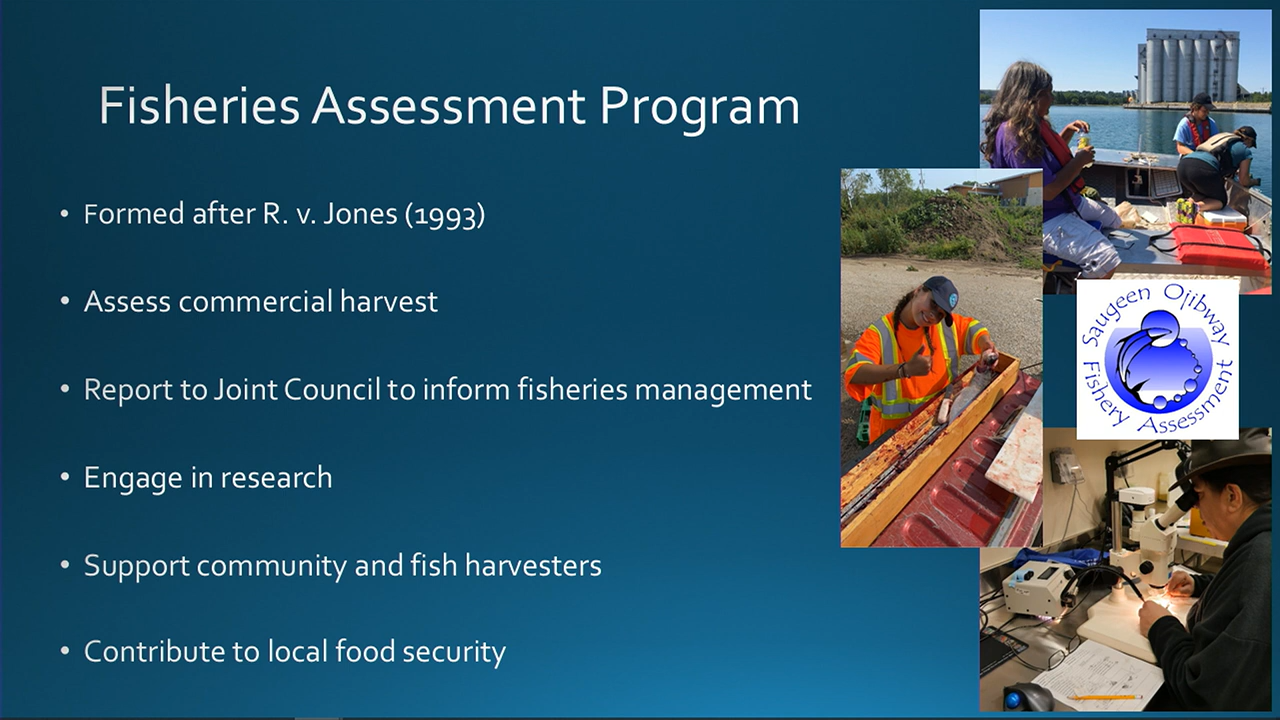 Fisheries Assessment Program
• Formed after R. v. Jones (1993)
• Assess commercial harvest
• Report to Joint Council to inform fisheries management
• Engage in research
• Support community and fish harvesters
• Contribute to local food security
Saugeen Ojibway
Fishery Assessment